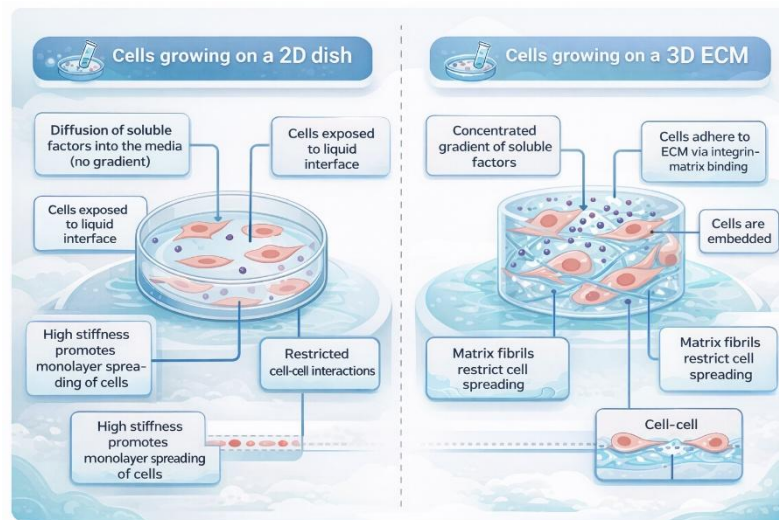 Cells growing on a 2D dish
Diffusion of soluble
factors into the media
(no gradient)
Cells exposed
to liquid
interface
Cells exposed
to liquid
interface
High stiffness
promotes
monolayer sprea-
ding of cells
Restricted
cell-cell interactions
High stiffness
promotes
monolayer spreading
of cells
Cells growing on a 3D ECM
Concentrated
gradient of soluble
factors
Cells adhere to
ECM via integrin-
matrix binding
Cells are
embedded
Matrix fibrils
restrict cell
spreading
Matrix fibrils
restrict cell
spreading
Cell-cell